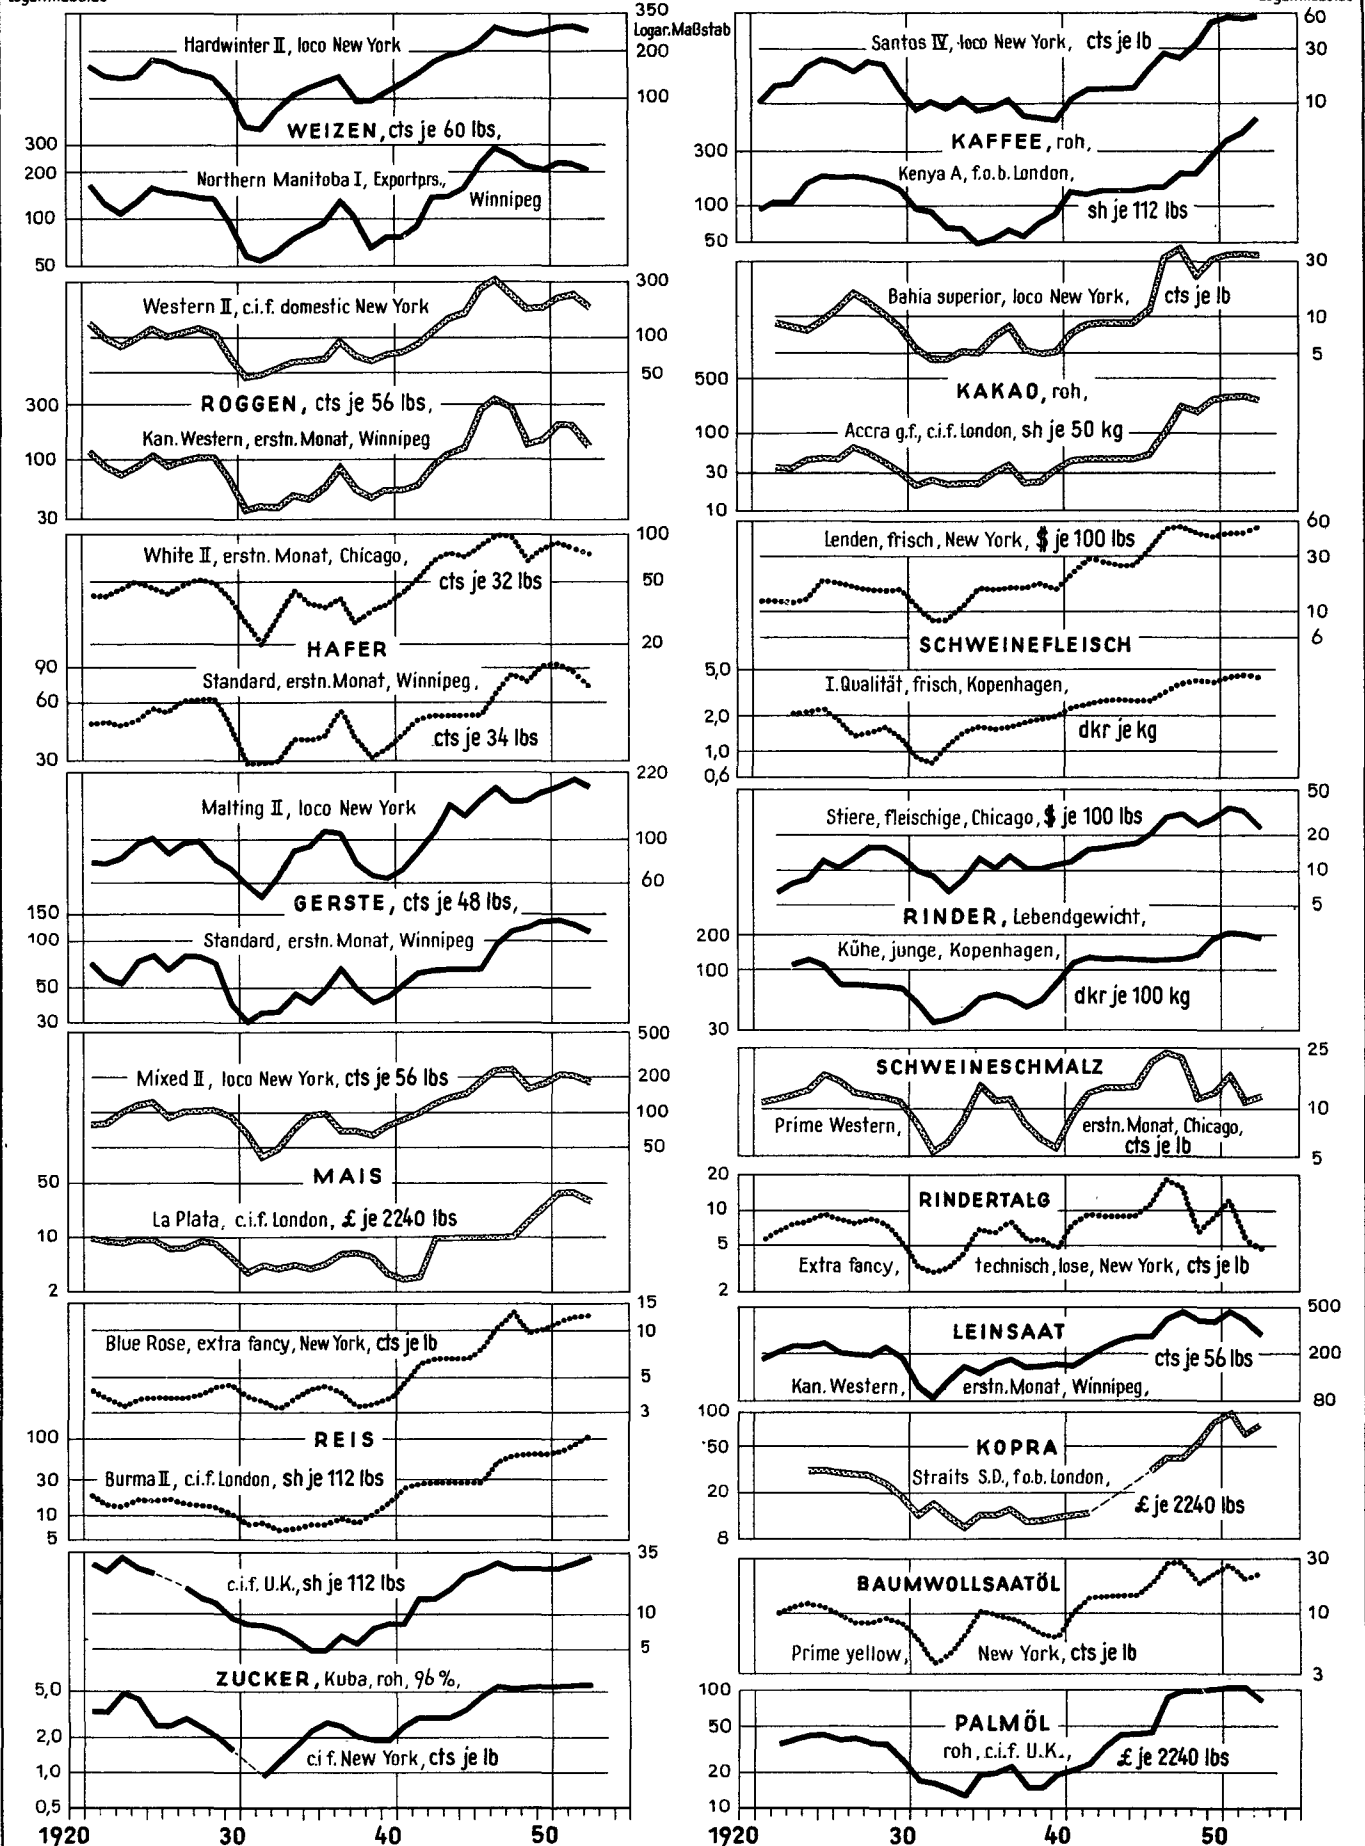 Logar.Maßstab
350
200
100
Hardwinter II, loco New York
WEIZEN, cts je 60 lbs,
300
200
100
50
Northern Manitoba I, Exportprs.,
Winnipeg
300
100
50
Western II, c.i.f. domestic New York
ROGGEN, cts je 56 lbs,
300
100
30
Kan. Western, erstn. Monat, Winnipeg
100
50
20
White II, erstn. Monat, Chicago,
cts je 32 lbs
HAFER
90
60
30
Standard, erstn. Monat, Winnipeg,
cts je 34 lbs
220
100
60
Malting II, loco New York
GERSTE, cts je 48 lbs,
150
100
50
30
Standard, erstn. Monat, Winnipeg
500
200
100
50
Mixed II, loco New York, cts je 56 lbs
MAIS
50
10
2
La Plata, c.i.f. London, £ je 2240 lbs
15
10
5
3
Blue Rose, extra fancy, New York, cts je lb
REIS
100
30
10
5
Burma II, c.i.f. London, sh je 112 lbs
35
10
5
c.i.f. U.K., sh je 112 lbs
ZUCKER, Kuba, roh, 96 %,
5,0
2,0
1,0
0,5
c.i.f. New York, cts je lb
1920 30 40 50
60
30
10
Santos IV, loco New York, cts je lb
KAFFEE, roh,
300
100
50
Kenya A, f.o.b. London,
sh je 112 lbs
30
10
5
Bahia superior, loco New York, cts je lb
KAKAO, roh,
500
100
30
10
Accra g.f., c.i.f. London, sh je 50 kg
60
30
10
6
Lenden, frisch, New York, $ je 100 lbs
SCHWEINEFLEISCH
5,0
2,0
1,0
0,6
I. Qualität, frisch, Kopenhagen,
dkr je kg
50
20
10
5
Stiere, fleischige, Chicago, $ je 100 lbs
RINDER, Lebendgewicht,
200
100
30
Kühe, junge, Kopenhagen,
dkr je 100 kg
25
10
5
SCHWEINESCHMALZ
Prime Western, erstn. Monat, Chicago,
cts je lb
20
10
5
2
RINDERTALG
Extra fancy, technisch, lose, New York, cts je lb
500
200
80
LEINSAAT
cts je 56 lbs
Kan. Western, erstn. Monat, Winnipeg,
100
50
20
8
KOPRA
Straits S.D., f.o.b. London,
£ je 2240 lbs
30
10
3
BAUMWOLLSAATÖL
Prime yellow, New York, cts je lb
100
50
20
10
PALMÖL
roh, c.i.f. U.K.,
£ je 2240 lbs
1920 30 40 50